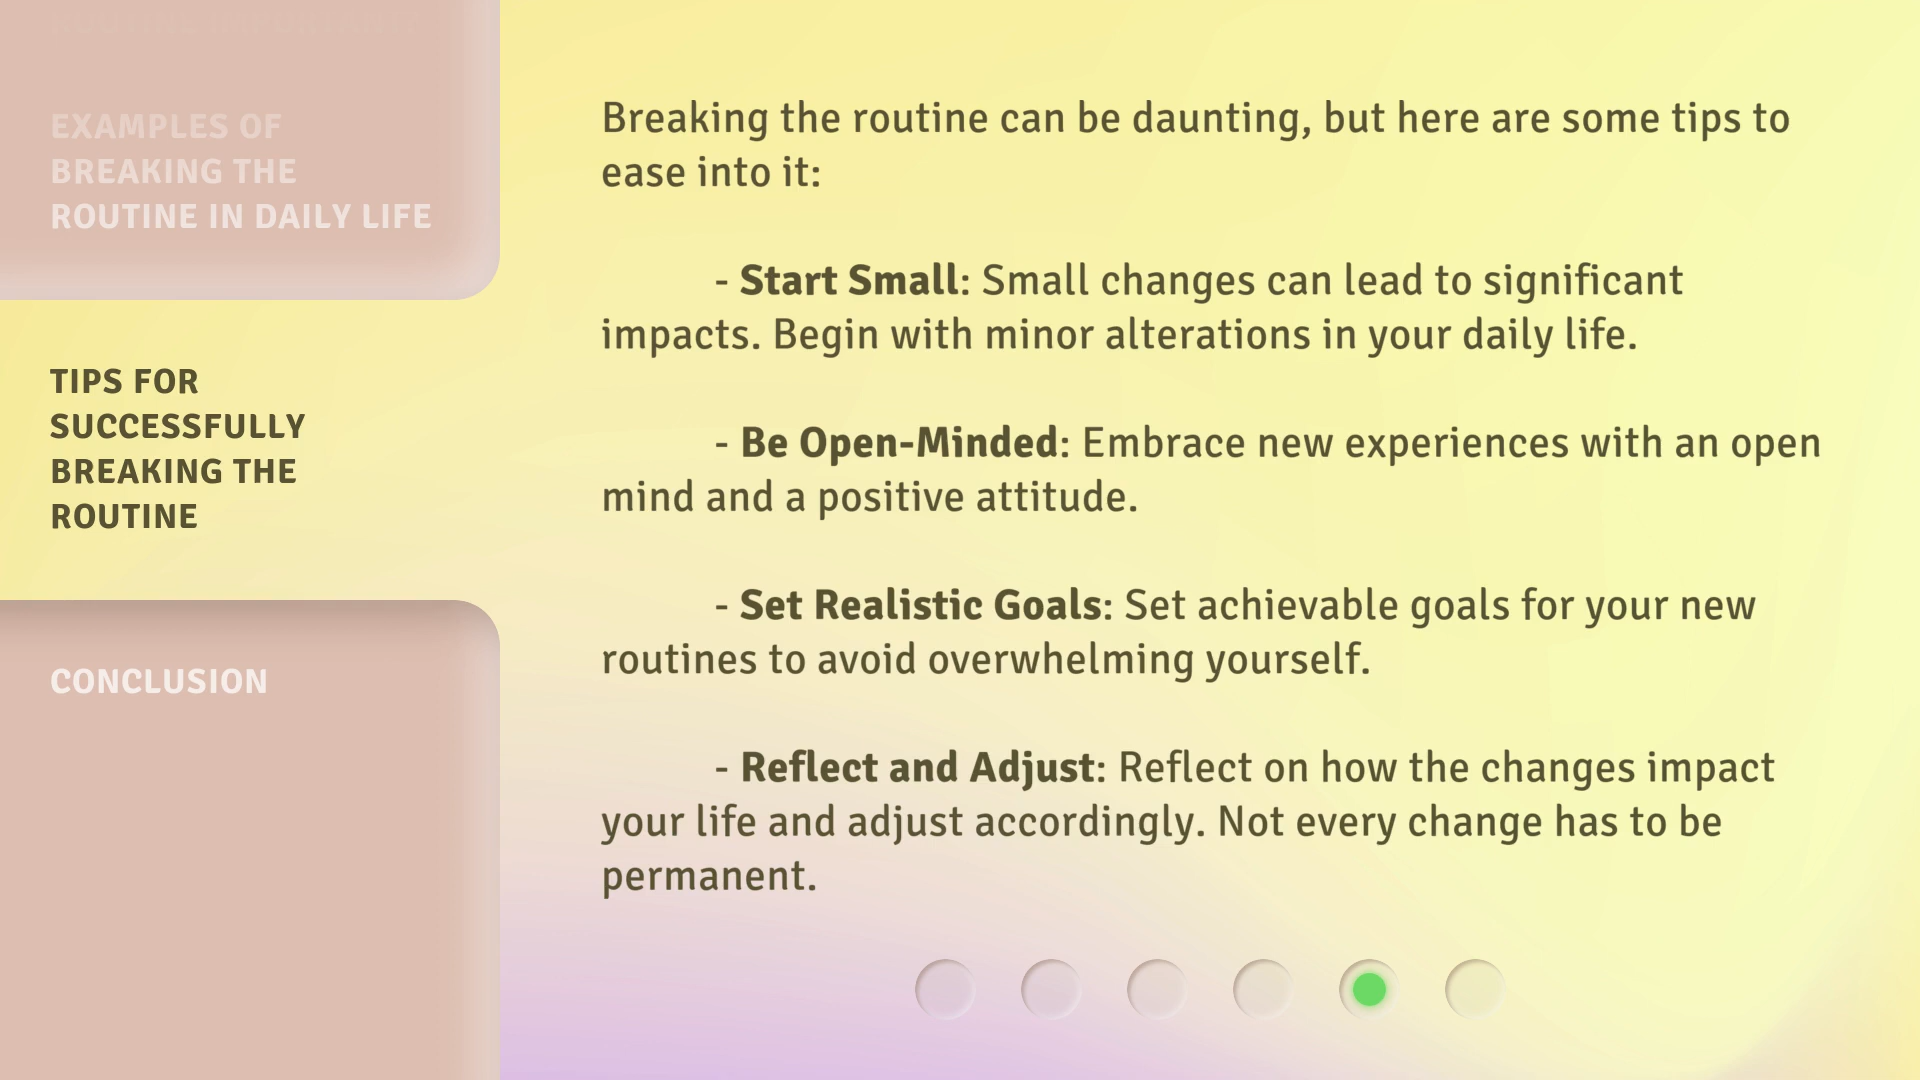 EXAMPLES OF
BREAKING THE
ROUTINE IN DAILY LIFE
TIPS FOR
SUCCESSFULLY
BREAKING THE
ROUTINE
CONCLUSION
Breaking the routine can be daunting, but here are some tips to
ease into it:
- Start Small: Small changes can lead to significant
impacts. Begin with minor alterations in your daily life.
- Be Open-Minded: Embrace new experiences with an open
mind and a positive attitude.
- Set Realistic Goals: Set achievable goals for your new
routines to avoid overwhelming yourself.
- Reflect and Adjust: Reflect on how the changes impact
your life and adjust accordingly. Not every change has to be
permanent.